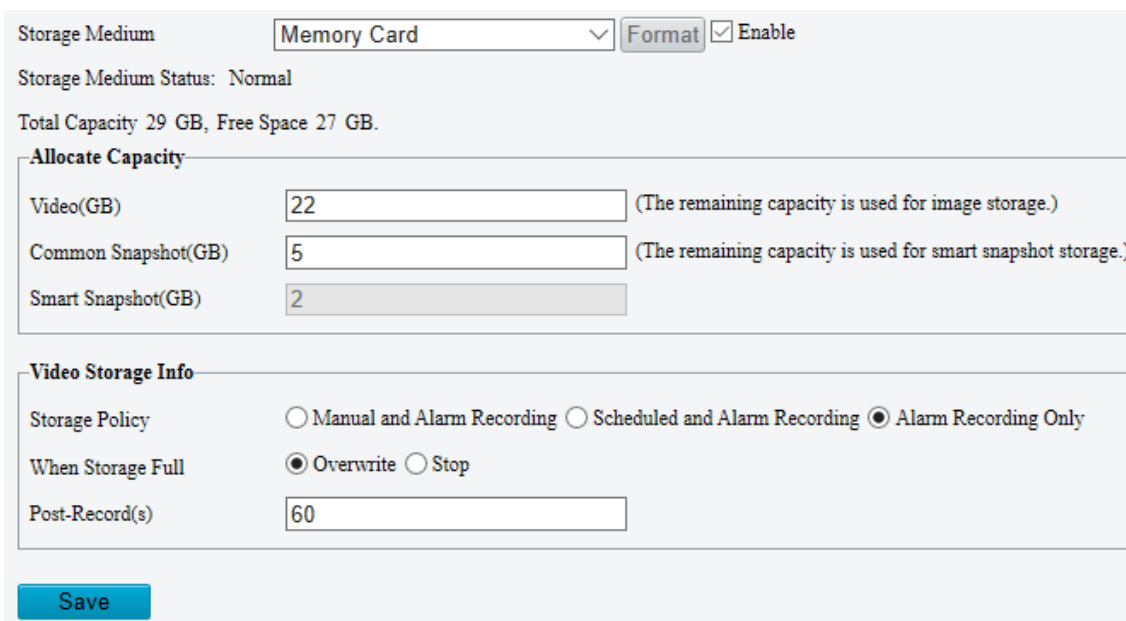 Storage Medium Memory Card Format Enable
Storage Medium Status: Normal
Total Capacity 29 GB, Free Space 27 GB.
Allocate Capacity
Video(GB) 22 (The remaining capacity is used for image storage.)
Common Snapshot(GB) 5 (The remaining capacity is used for smart snapshot storage.)
Smart Snapshot(GB) 2
Video Storage Info
Storage Policy Manual and Alarm Recording Scheduled and Alarm Recording Alarm Recording Only
When Storage Full Overwrite Stop
Post-Record(s) 60
Save